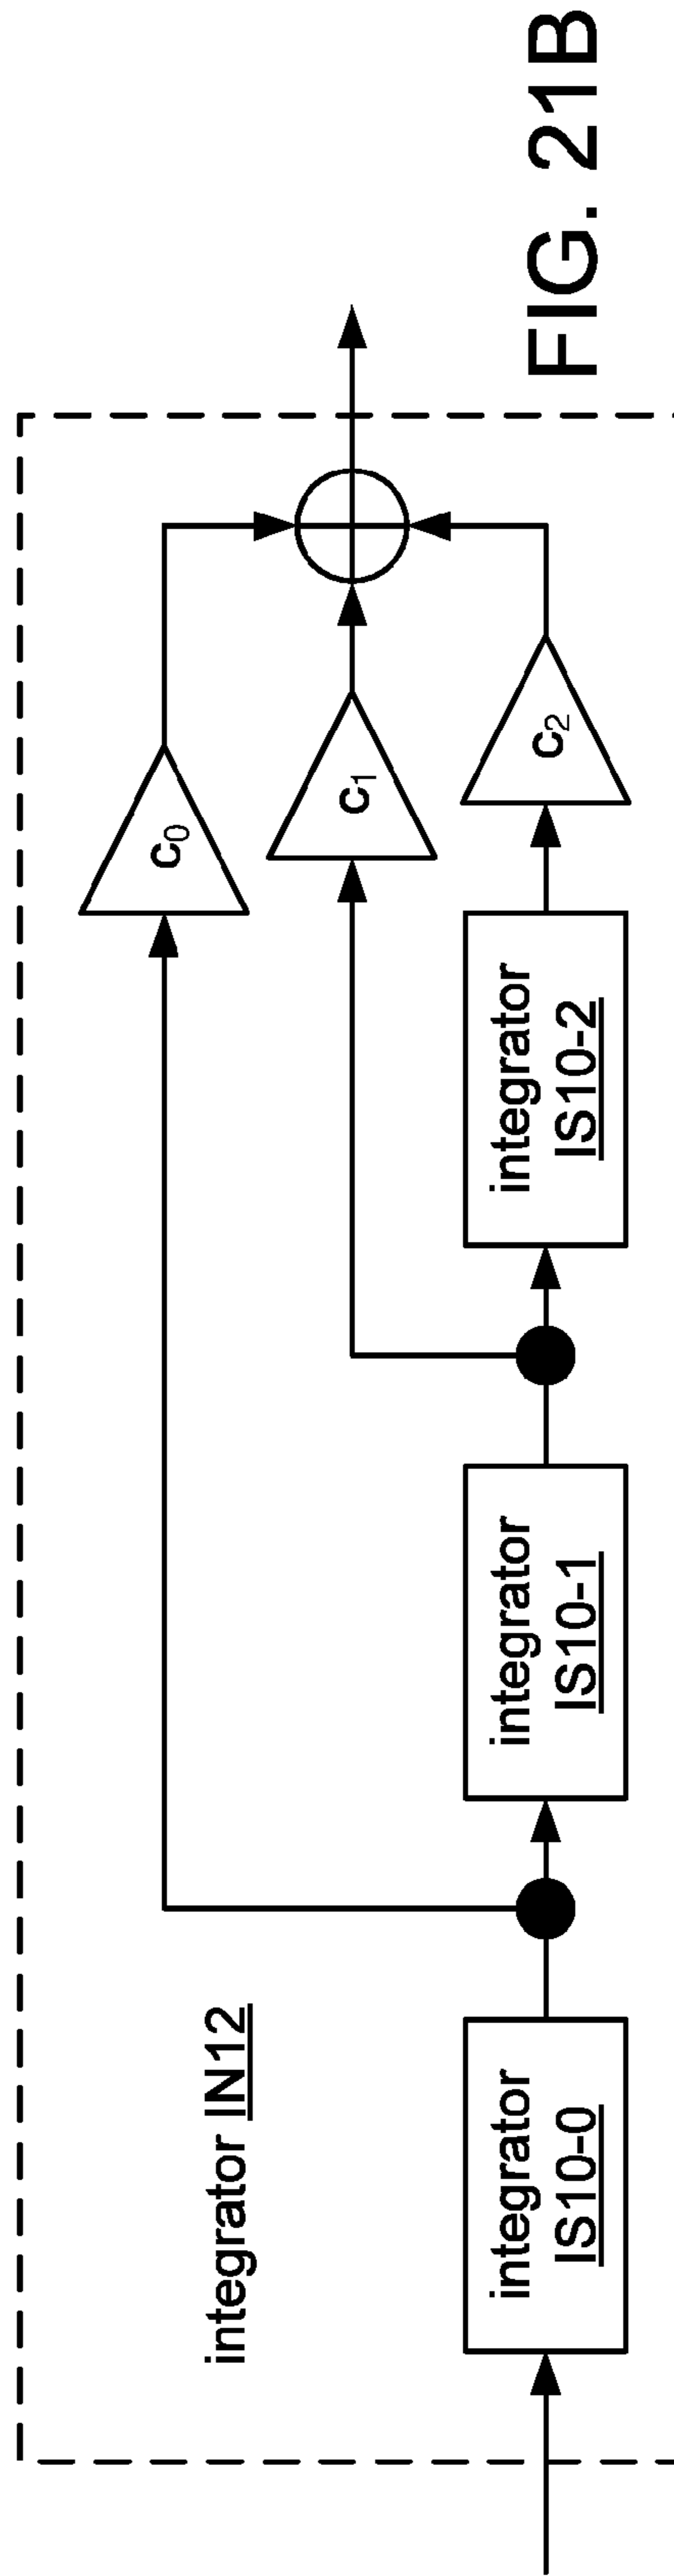 integrator IN12
c0
c1
c2
integrator
IS10-0
integrator
IS10-1
integrator
IS10-2
FIG. 21B